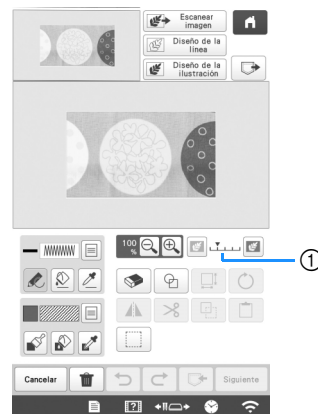 Escanear
imagen
Diseño de la
línea
Diseño de la
ilustración
100
%
①
Cancelar
Siguiente